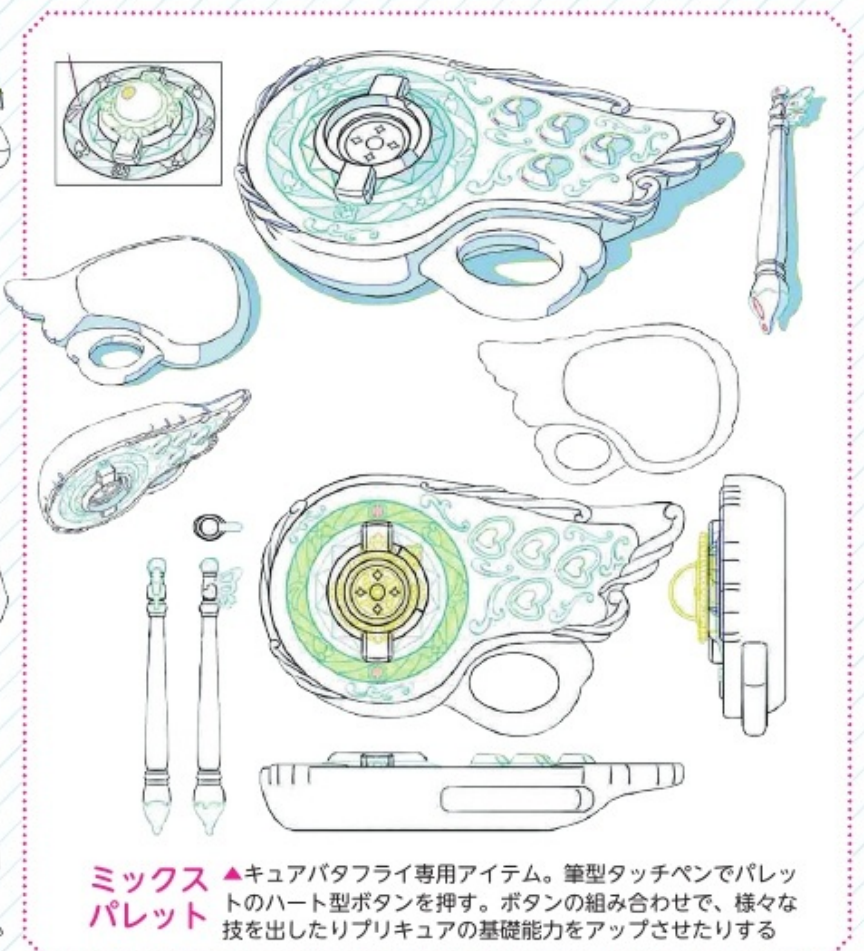 ミックス
パレット
▲キュアバタフライ専用アイテム。筆型タッチペンでパレッ
トのハート型ボタンを押す。ボタンの組み合わせで、様々な
技を出したりプリキュアの基礎能力をアップさせたりする